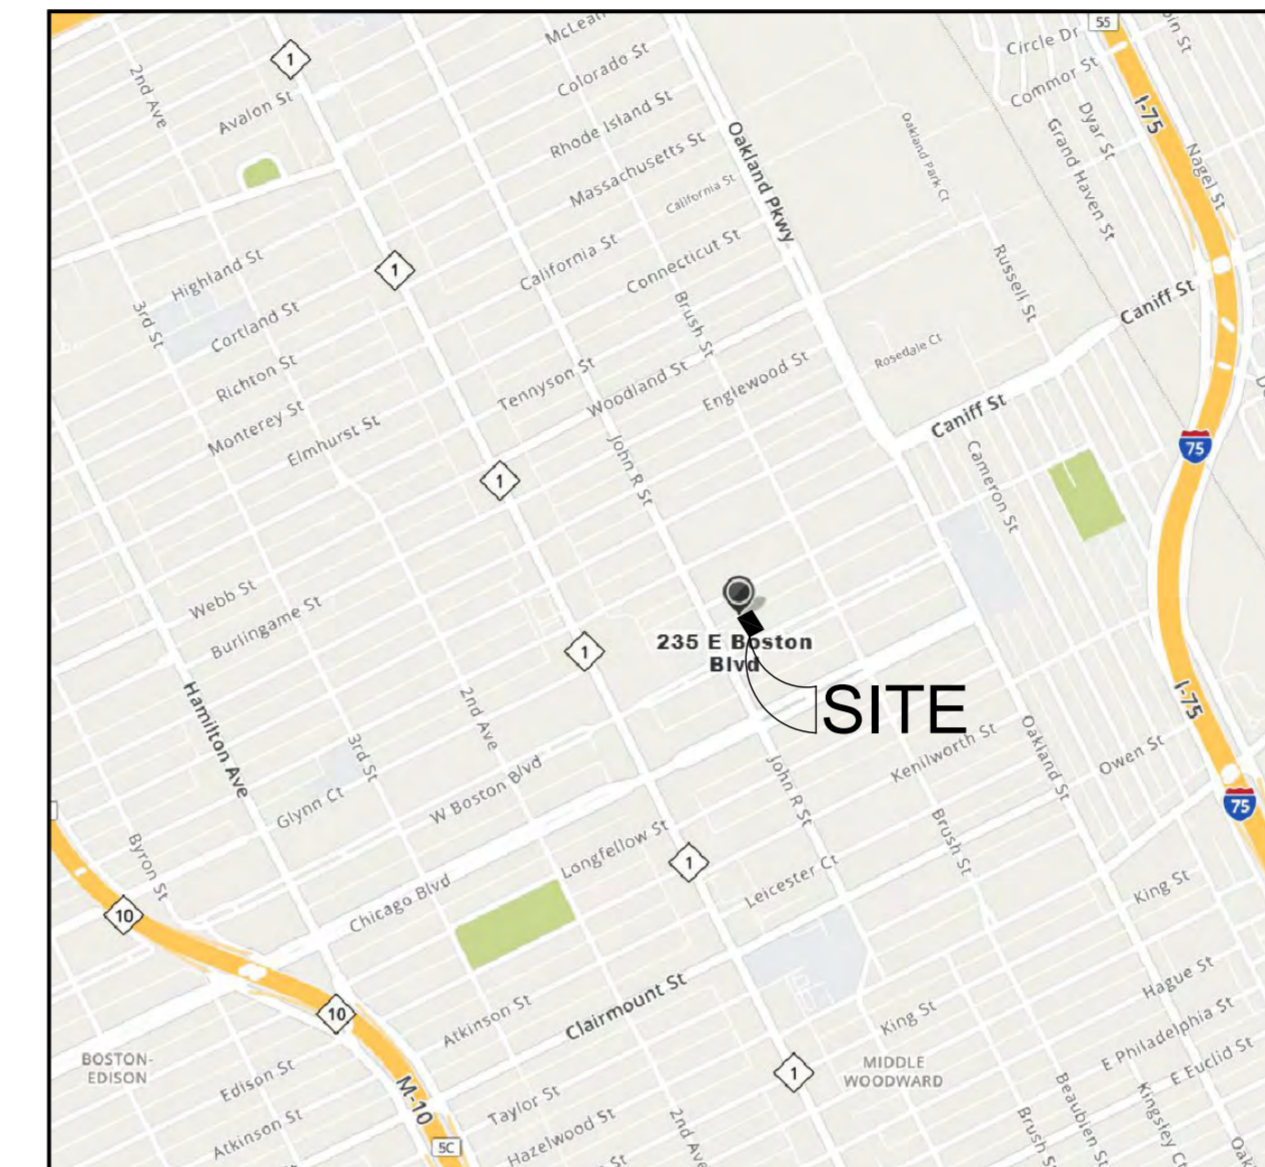 McLean
55
Circle Dr
1
Colorado St
Commor St
2nd Ave
Avalon St
Rhode Island St
Oakland Pkwy
Oakland Park Ct
Dyar St
I-75
Grand Haven St
Nagel St
Massachusetts St
California St
Highland St
1
California St
Connecticut St
Russell St
Caniff St
3rd St
Cortland St
Brush St
Rosedale Ct
Richton St
Tennyson St
Woodland St
Englewood St
Monterey St
Elmhurst St
Caniff St
75
1
John R St
Cameron St
Webb St
Burlingame St
1
235 E Boston
Blvd
SITE
Hamilton Ave
2nd Ave
I-75
3rd St
Oakland St
Kenilworth St
Owen St
W Boston Blvd
Glynn Ct
John R St
75
Byron St
Longfellow St
Brush St
1
Leicester Ct
King St
Chicago Blvd
10
Clairmount St
Hague St
10
Atkinson St
King St
E Philadelphia St
BOSTON-
EDISON
Edison St
1
MIDDLE
WOODWARD
E Euclid St
M-10
Taylor St
Beaubien St
Atkinson St
5C
Hazelwood St
2nd Ave
Brush St
St